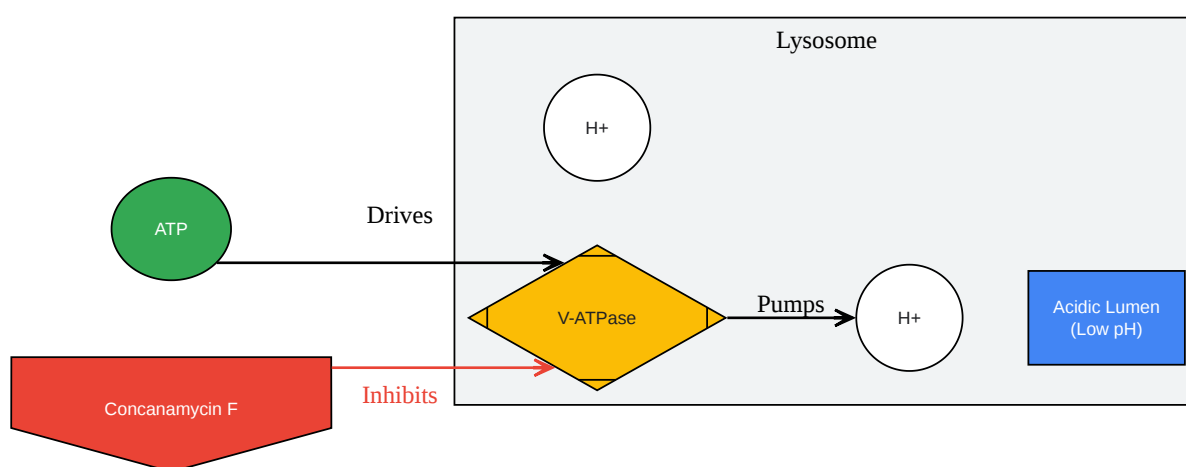 Lysosome
H+
ATP
Drives
V-ATPase
Pumps
H+
Acidic Lumen
(Low pH)
Inhibits
Concanamycin F